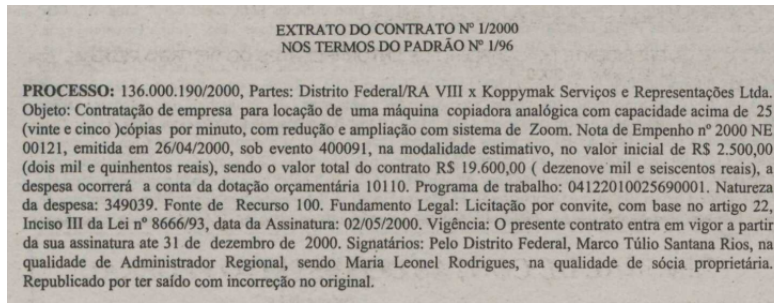 EXTRATO DO CONTRATO Nº 1/2000
NOS TERMOS DO PADRÃO Nº 1/96
PROCESSO: 136.000.190/2000, Partes: Distrito Federal/RA VIII x Koppymak Serviços e Representações Ltda.
Objeto: Contratação de empresa para locação de uma máquina copiadora analógica com capacidade acima de 25
(vinte e cinco )cópias por minuto, com redução e ampliação com sistema de Zoom. Nota de Empenho nº 2000 NE
00121, emitida em 26/04/2000, sob evento 400091, na modalidade estimativo, no valor inicial de R$ 2.500,00
(dois mil e quinhentos reais), sendo o valor total do contrato R$ 19.600,00 ( dezenove mil e seiscentos reais), a
despesa ocorrerá a conta da dotação orçamentária 10110. Programa de trabalho: 04122010025690001. Natureza
da despesa: 349039. Fonte de Recurso 100. Fundamento Legal: Licitação por convite, com base no artigo 22,
Inciso III da Lei nº 8666/93, data da Assinatura: 02/05/2000. Vigência: O presente contrato entra em vigor a partir
da sua assinatura ate 31 de dezembro de 2000. Signatários: Pelo Distrito Federal, Marco Túlio Santana Rios, na
qualidade de Administrador Regional, sendo Maria Leonel Rodrigues, na qualidade de sócia proprietária.
Republicado por ter saído com incorreção no original.